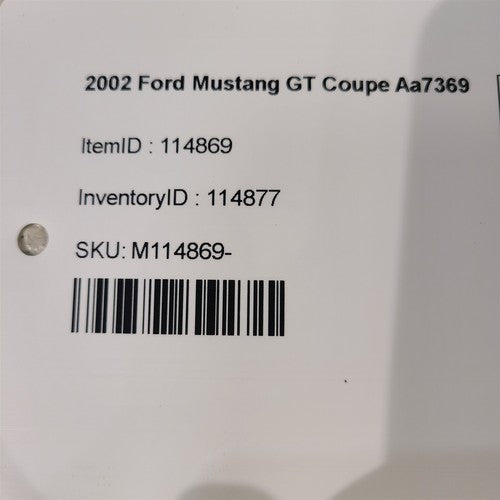 2002 Ford Mustang GT Coupe Aa7369
ItemID : 114869
InventoryID : 114877
SKU: M114869-